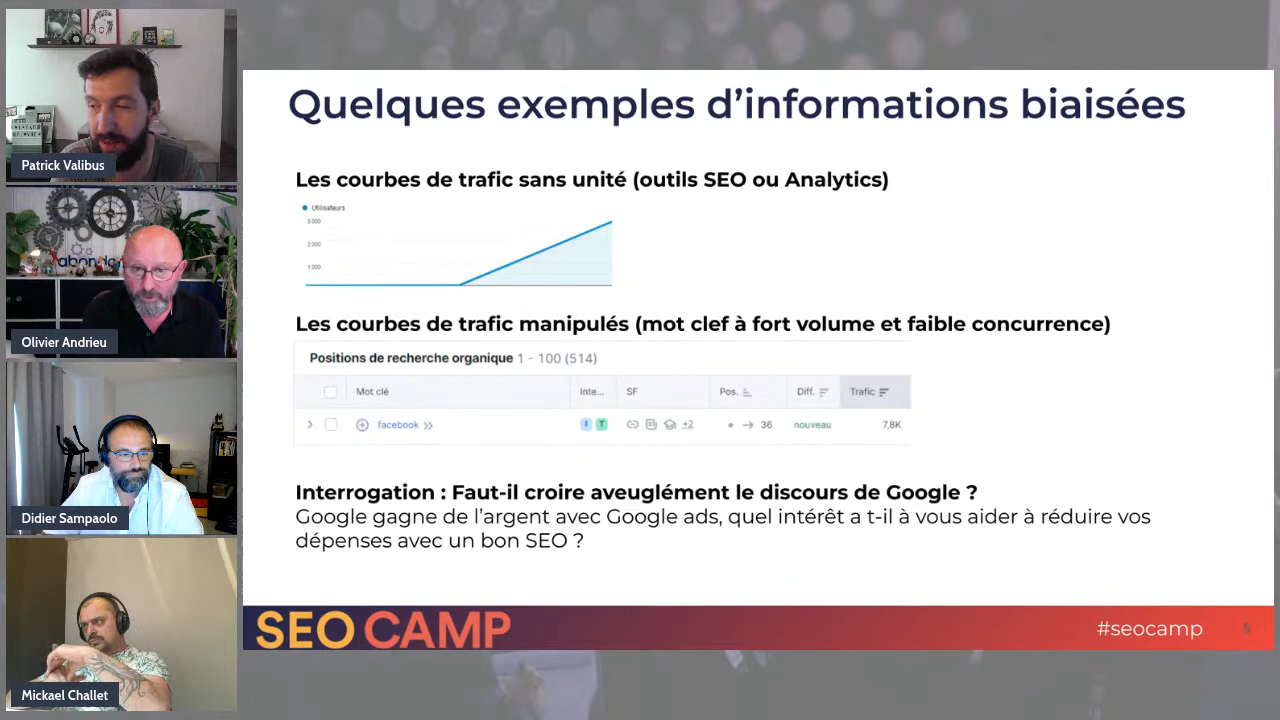 Patrick Valibus
abondance
Olivier Andrieu
Didier Sampaolo
Mickael Challet
Quelques exemples d'informations biaisées
Les courbes de trafic sans unité (outils SEO ou Analytics)
Utilisateurs
3 000
2 000
1 000
Les courbes de trafic manipulés (mot clef à fort volume et faible concurrence)
Positions de recherche organique 1 - 100 (514)
Mot clé Inte... SF Pos. Diff. Trafic
facebook I T +2 36 nouveau 7,8K
Interrogation : Faut-il croire aveuglément le discours de Google ?
Google gagne de l'argent avec Google ads, quel intérêt a t-il à vous aider à réduire vos
dépenses avec un bon SEO ?
SEO CAMP
#seocamp
5